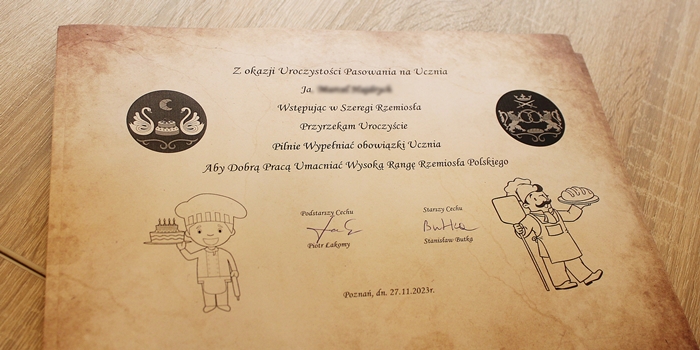 Z okazji Uroczystości Pasowania na Ucznia
Ja
Wstępując w Szeregi Rzemiosła
Przyrzekam Uroczyście
Pilnie Wypełniać obowiązki Ucznia
Aby Dobrą Pracą Umacniać Wysoką Rangę Rzemiosła Polskiego
Podstarszy Cechu
Piotr Łakomy
Starszy Cechu
Butka
Stanisław Butka
Poznań, dn. 27.11.2023r.